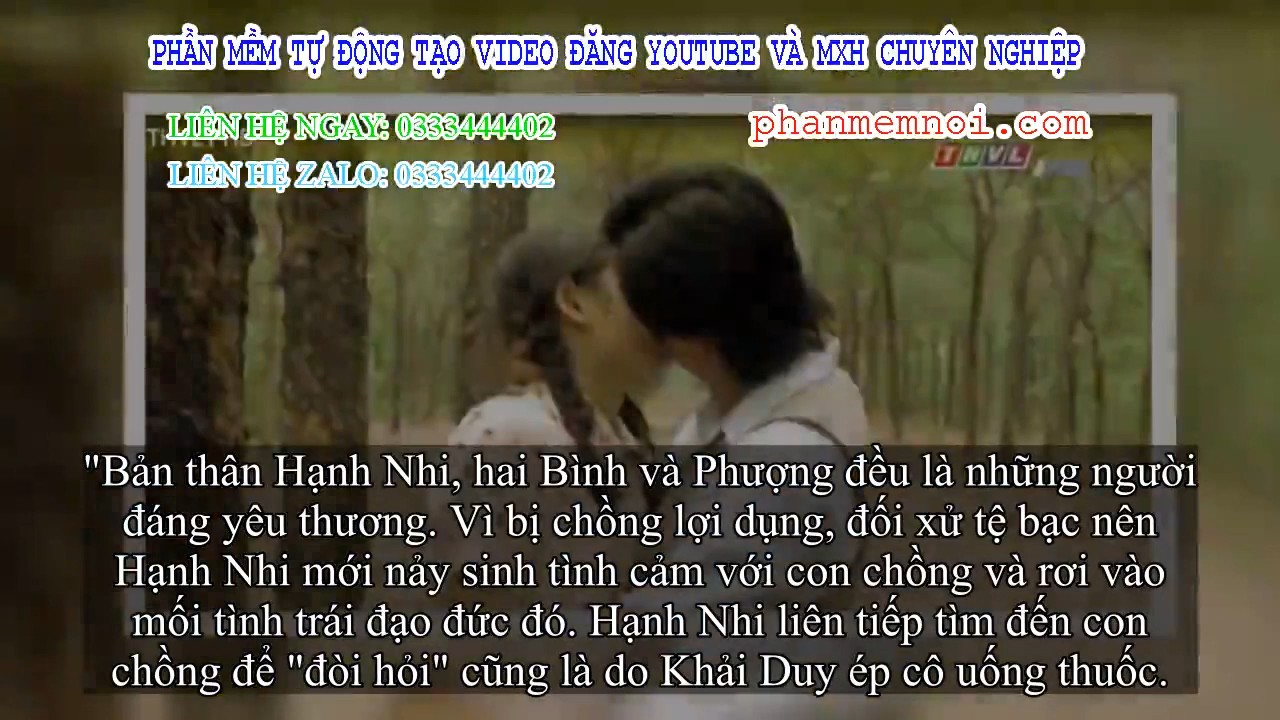 PHẦN MỀM TỰ ĐỘNG TẠO VIDEO ĐĂNG YOUTUBE VÀ MXH CHUYÊN NGHIỆP
LIÊN HỆ NGAY: 0333444402
phanmemnoi.com
THVL
LIÊN HỆ ZALO: 0333444402
"Bản thân Hạnh Nhi, hai Bình và Phượng đều là những người
đáng yêu thương. Vì bị chồng lợi dụng, đối xử tệ bạc nên
Hạnh Nhi mới nảy sinh tình cảm với con chồng và rơi vào
mối tình trái đạo đức đó. Hạnh Nhi liên tiếp tìm đến con
chồng để "đòi hỏi" cũng là do Khải Duy ép cô uống thuốc.